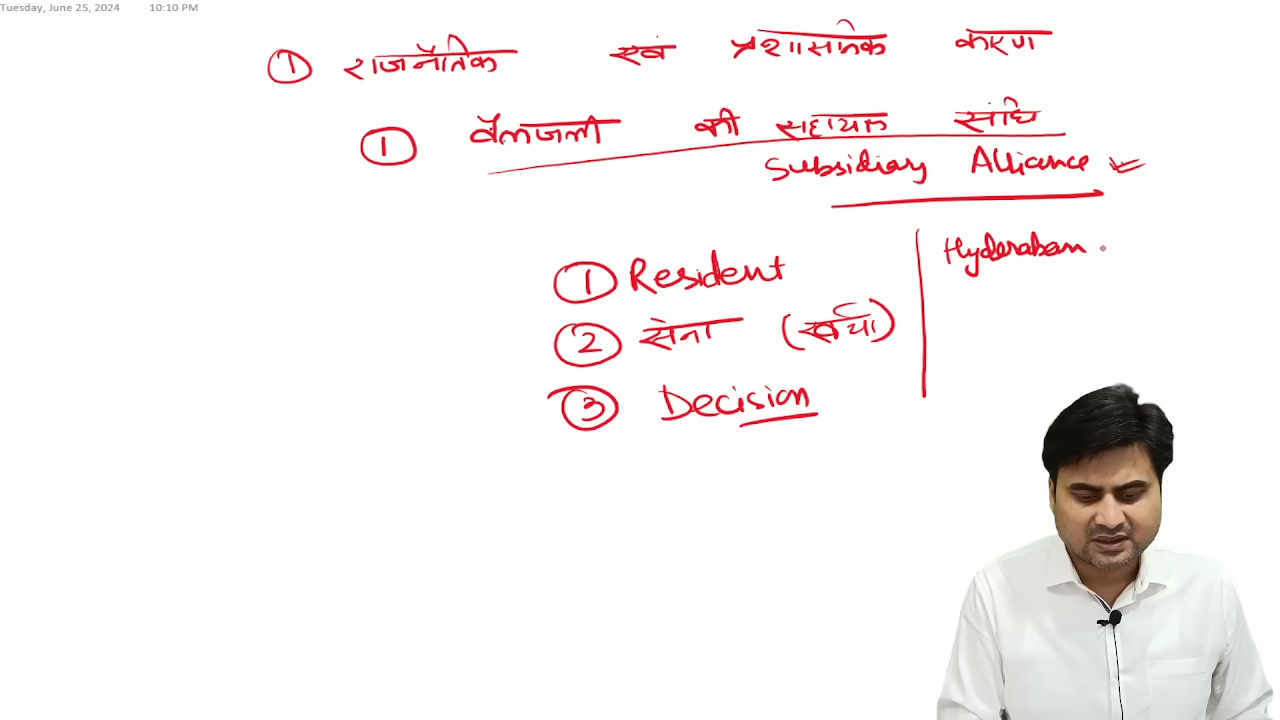 Tuesday, June 25, 2024 10:10 PM
① राजनैतिक एवं प्रशासनिक कारण
① वैलजली की सहायक संधि
Subsidiary Alliance
① Resident
② सेना (खर्चा)
③ Decision
Hyderabam